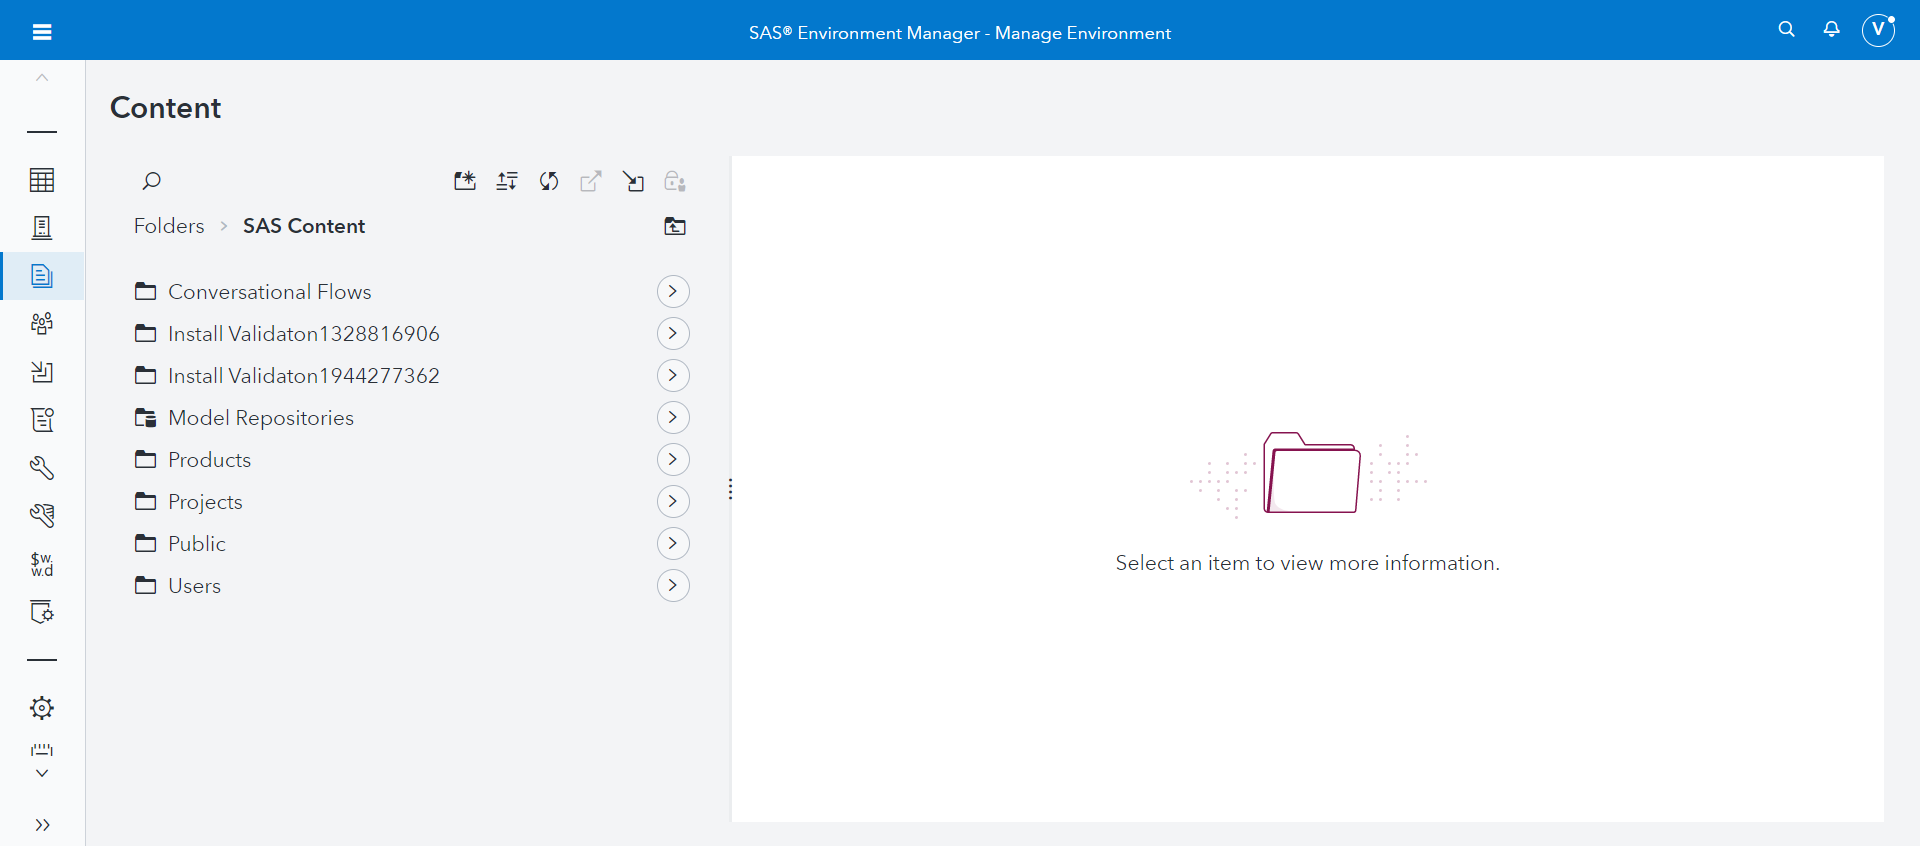 SAS® Environment Manager - Manage Environment
V
Content
Folders > SAS Content
Conversational Flows
Install Validaton1328816906
Install Validaton1944277362
Model Repositories
Products
Projects
Public
Users
Select an item to view more information.
$w.
w.d